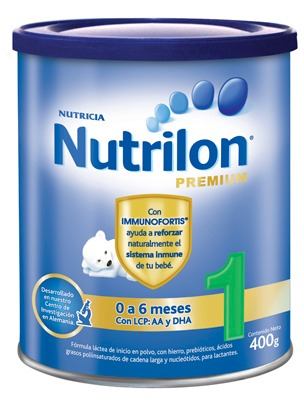 NUTRICIA
Nutrilon®
PREMIUM
Con
IMMUNOFORTIS®
ayuda a reforzar
naturalmente el
sistema inmune
de tu bebé.
Desarrollado
en nuestro
Centro de
Investigación
en Alemania.
0 a 6 meses
Con LCP: AA y DHA
1
Contenido Neto
400g
Fórmula láctea de inicio en polvo, con hierro, prebióticos, ácidos
grasos poliinsaturados de cadena larga y nucleótidos, para lactantes.